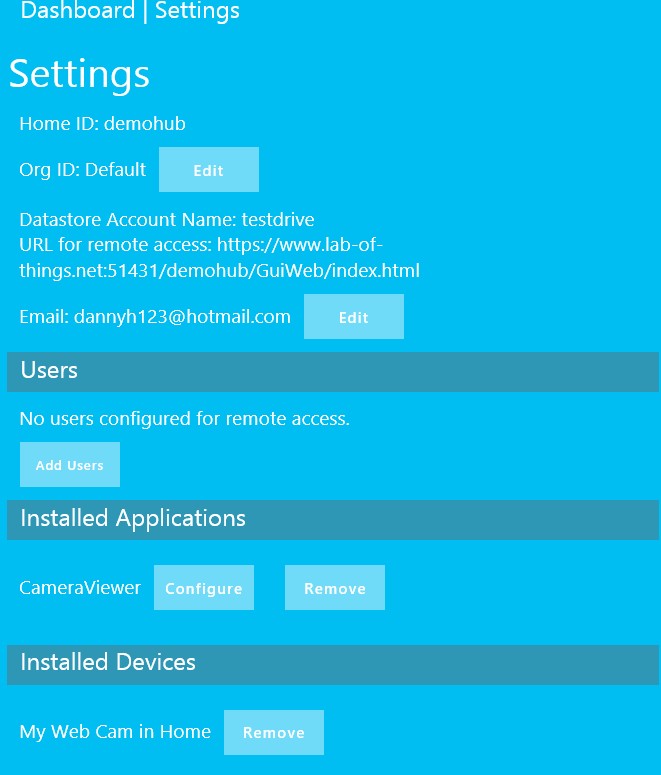 Dashboard | Settings
Settings
Home ID: demohub
Org ID: Default Edit
Datastore Account Name: testdrive
URL for remote access: https://www.lab-of-
things.net:51431/demohub/GuiWeb/index.html
Email: dannyh123@hotmail.com Edit
Users
No users configured for remote access.
Add Users
Installed Applications
CameraViewer Configure Remove
Installed Devices
My Web Cam in Home Remove